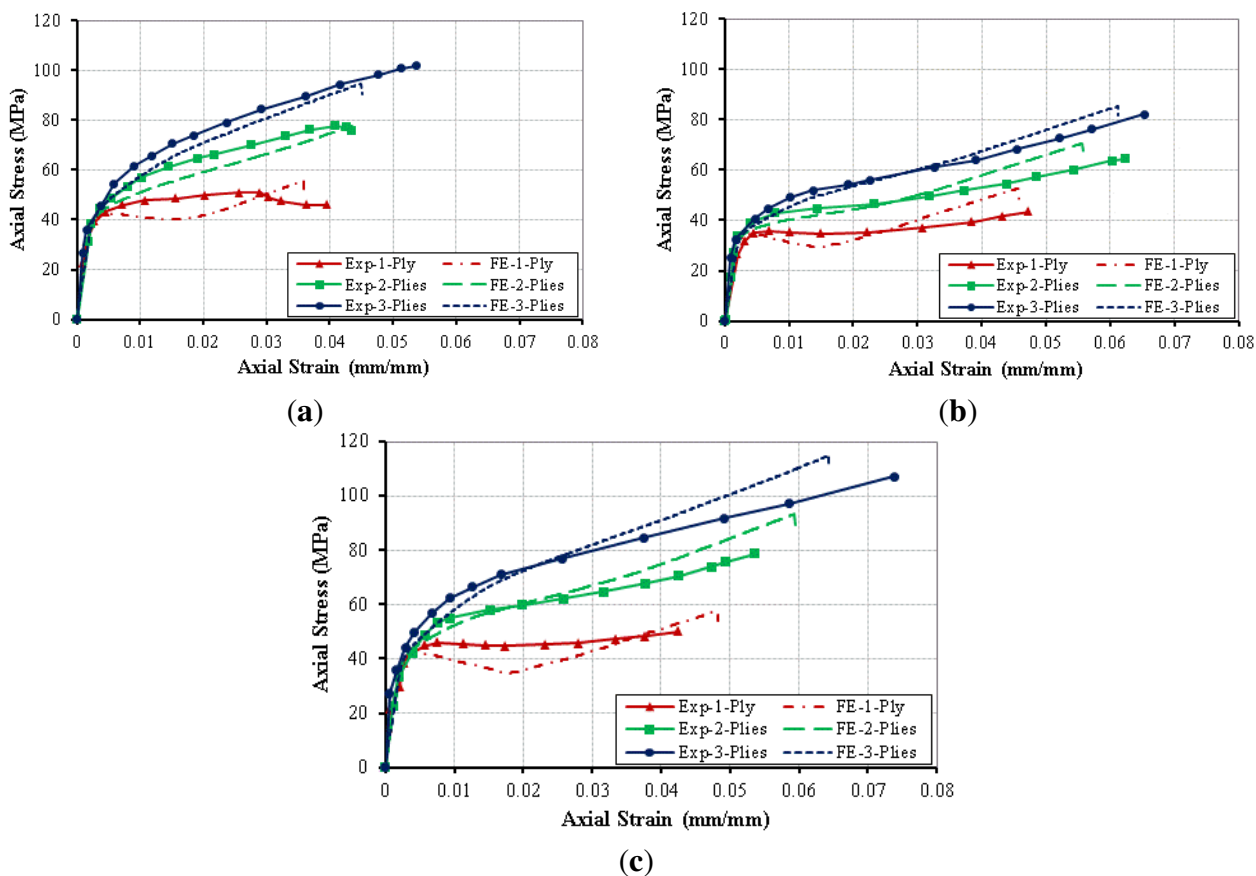 120
100
80
60
40
20
0
Axial Stress (MPa)
Exp-1-Ply FE-1-Ply
Exp-2-Plies FE-2-Plies
Exp-3-Plies FE-3-Plies
0 0.01 0.02 0.03 0.04 0.05 0.06 0.07 0.08
Axial Strain (mm/mm)
(a)
120
100
80
60
40
20
0
Axial Stress (MPa)
Exp-1-Ply FE-1-Ply
Exp-2-Plies FE-2-Plies
Exp-3-Plies FE-3-Plies
0 0.01 0.02 0.03 0.04 0.05 0.06 0.07 0.08
Axial Strain (mm/mm)
(b)
120
100
80
60
40
20
0
Axial Stress (MPa)
Exp-1-Ply FE-1-Ply
Exp-2-Plies FE-2-Plies
Exp-3-Plies FE-3-Plies
0 0.01 0.02 0.03 0.04 0.05 0.06 0.07 0.08
Axial Strain (mm/mm)
(c)